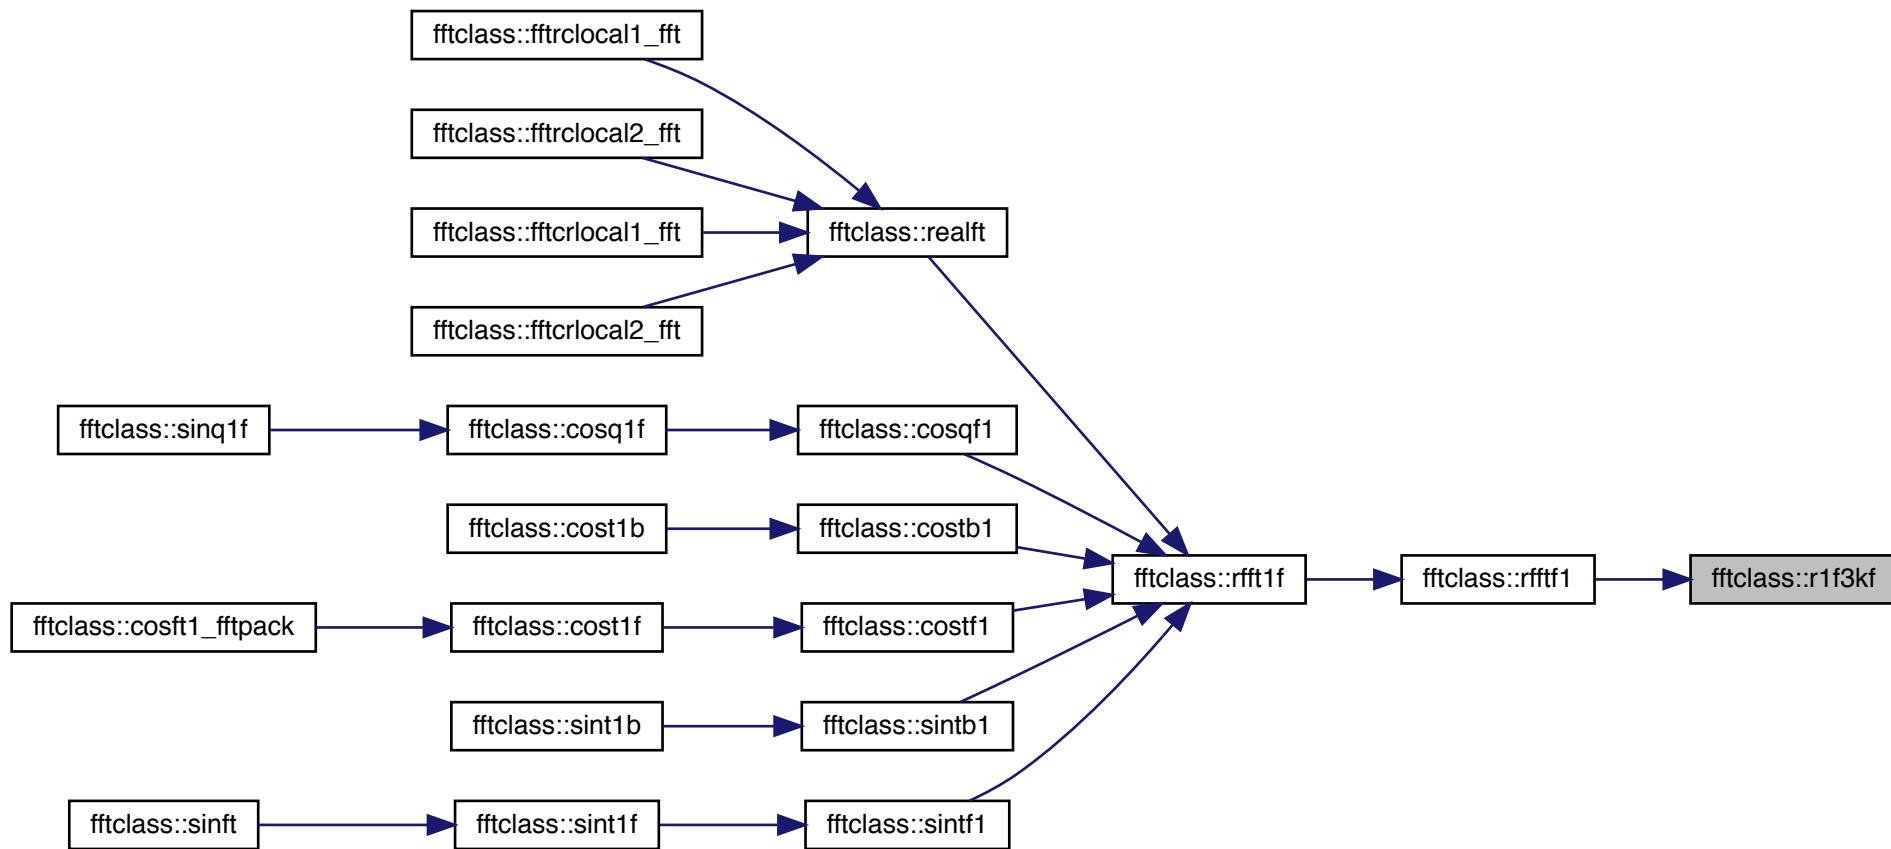 fftclass::fftrclocal1_fft
fftclass::fftrclocal2_fft
fftclass::fftcrlocal1_fft
fftclass::realft
fftclass::fftcrlocal2_fft
fftclass::sinq1f
fftclass::cosq1f
fftclass::cosqf1
fftclass::cost1b
fftclass::costb1
fftclass::rfft1f
fftclass::rfftf1
fftclass::r1f3kf
fftclass::cosft1_fftpack
fftclass::cost1f
fftclass::costf1
fftclass::sint1b
fftclass::sintb1
fftclass::sinft
fftclass::sint1f
fftclass::sintf1